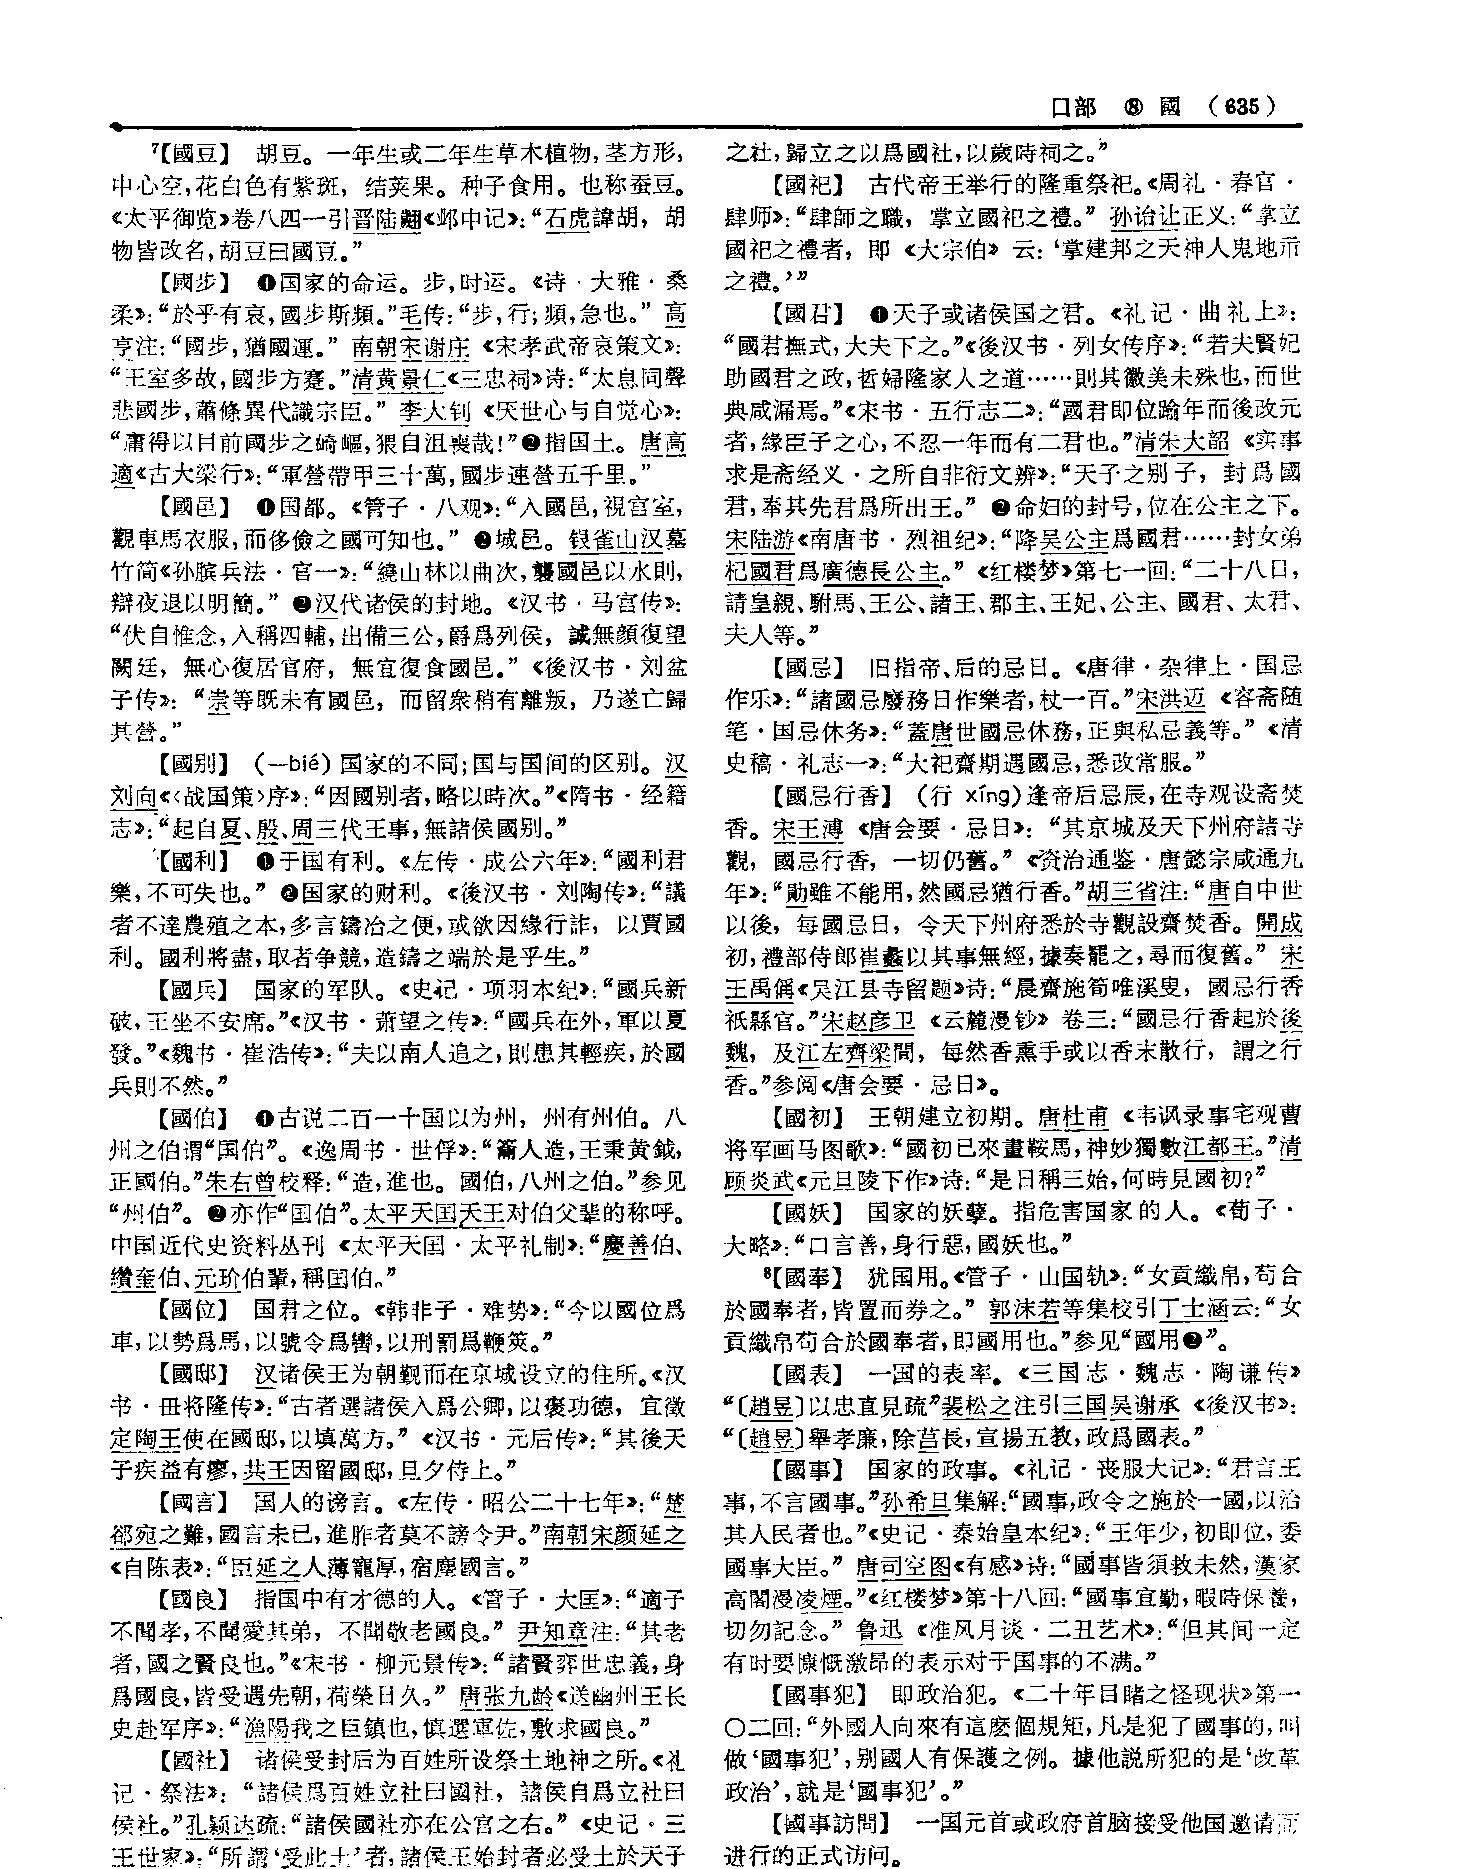 口部 ⑧ 國 (635)
⁷【國豆】 胡豆。一年生或二年生草木植物,茎方形,
中心空,花白色有紫斑,结荚果。种子食用。也称蚕豆。
《太平御览》卷八四一引晋陆翽《邺中记》:“石虎諱胡,胡
物皆改名,胡豆曰國豆。”
【國步】 ❶国家的命运。步,时运。《诗·大雅·桑
柔》:“於乎有哀,國步斯頻。”毛传:“步,行;頻,急也。”高
亨注:“國步,猶國運。”南朝宋谢庄《宋孝武帝哀策文》:
“王室多故,國步方蹇。”清黄景仁《三忠祠》诗:“太息同聲
悲國步,蕭條異代識宗臣。”李大钊《厌世心与自觉心》:
“庸得以目前國步之崎嶇,猥自沮喪哉!”❷指国土。唐高
適《古大梁行》:“軍營帶甲三十萬,國步連營五千里。”
【國邑】 ❶国都。《管子·八观》:“入國邑,視宫室,
觀車馬衣服,而侈儉之國可知也。”❷城邑。银雀山汉墓
竹简《孙膑兵法·官一》:“繞山林以曲次,襲國邑以水則,
辯夜退以明簡。”❷汉代诸侯的封地。《汉书·马宫传》:
“伏自惟念,入稱四輔,出備三公,爵爲列侯,誠無顔復望
闕廷,無心復居官府,無宜復食國邑。”《後汉书·刘盆
子传》:“崇等既未有國邑,而留衆稍有離叛,乃遂亡歸
其營。”
【國别】 (—bié)国家的不同;国与国间的区别。汉
刘向《〈战国策〉序》:“因國别者,略以時次。”《隋书·经籍
志》:“起自夏、殷、周三代王事,無諸侯國别。”
【國利】 ❶于国有利。《左传·成公六年》:“國利君
樂,不可失也。”❷国家的财利。《後汉书·刘陶传》:“議
者不達農殖之本,多言鑄冶之便,或欲因緣行詐,以賈國
利。國利將盡,取者争競,造鑄之端於是乎生。”
【國兵】 国家的军队。《史记·项羽本纪》:“國兵新
破,王坐不安席。”《汉书·萧望之传》:“國兵在外,軍以夏
發。”《魏书·崔浩传》:“夫以南人追之,則患其輕疾,於國
兵則不然。”
【國伯】 ❶古说二百一十国以为州,州有州伯。八
州之伯谓“国伯”。《逸周书·世俘》:“籥人造,王秉黄鉞,
正國伯。”朱右曾校释:“造,進也。國伯,八州之伯。”参见
“州伯”。❷亦作“囯伯”。太平天囯天王对伯父辈的称呼。
中国近代史资料丛刊《太平天囯·太平礼制》:“慶善伯、
纘奎伯、元玠伯輩,稱囯伯。”
【國位】 国君之位。《韩非子·难势》:“今以國位爲
車,以勢爲馬,以號令爲轡,以刑罰爲鞭筴。”
【國邸】 汉诸侯王为朝觐而在京城设立的住所。《汉
书·毌将隆传》:“古者選諸侯入爲公卿,以褒功德,宜徵
定陶王使在國邸,以填萬方。”《汉书·元后传》:“其後天
子疾益有瘳,共王因留國邸,旦夕侍上。”
【國言】 国人的谤言。《左传·昭公二十七年》:“楚
郤宛之難,國言未已,進胙者莫不謗令尹。”南朝宋颜延之
《自陈表》:“臣延之人薄寵厚,宿塵國言。”
【國良】 指国中有才德的人。《管子·大匡》:“適子
不聞孝,不聞愛其弟,不聞敬老國良。”尹知章注:“其老
者,國之賢良也。”《宋书·柳元景传》:“諸賢弈世忠義,身
爲國良,皆受遇先朝,荷榮日久。”唐张九龄《送幽州王长
史赴军序》:“漁陽我之巨鎮也,慎選軍佐,敷求國良。”
【國社】 诸侯受封后为百姓所设祭土地神之所。《礼
记·祭法》:“諸侯爲百姓立社曰國社,諸侯自爲立社曰
侯社。”孔颖达疏:“諸侯國社亦在公宫之右。”《史记·三
王世家》:“所謂‘受此土’者,諸侯王始封者必受土於天子
之社,歸立之以爲國社,以歲時祠之。”
【國祀】 古代帝王举行的隆重祭祀。《周礼·春官·
肆师》:“肆師之職,掌立國祀之禮。”孙诒让正义:“掌立
國祀之禮者,即《大宗伯》云:‘掌建邦之天神人鬼地示
之禮。’”
【國君】 ❶天子或诸侯国之君。《礼记·曲礼上》:
“國君撫式,大夫下之。”《後汉书·列女传序》:“若夫賢妃
助國君之政,哲婦隆家人之道……則其徽美未殊也,而世
典咸漏焉。”《宋书·五行志二》:“國君即位踰年而後改元
者,緣臣子之心,不忍一年而有二君也。”清朱大韶《实事
求是斋经义·之所自非衍文辨》:“天子之别子,封爲國
君,奉其先君爲所出王。”❷命妇的封号,位在公主之下。
宋陆游《南唐书·烈祖纪》:“降吴公主爲國君……封女弟
杞國君爲廣德長公主。”《红楼梦》第七一回:“二十八日,
請皇親、駙馬、王公、諸王、郡主、王妃、公主、國君、太君、
夫人等。”
【國忌】 旧指帝、后的忌日。《唐律·杂律上·国忌
作乐》:“諸國忌廢務日作樂者,杖一百。”宋洪迈《容斋随
笔·国忌休务》:“蓋唐世國忌休務,正與私忌義等。”《清
史稿·礼志一》:“大祀齋期遇國忌,悉改常服。”
【國忌行香】 (行 xíng)逢帝后忌辰,在寺观设斋焚
香。宋王溥《唐会要·忌日》:“其京城及天下州府諸寺
觀,國忌行香,一切仍舊。”《资治通鉴·唐懿宗咸通九
年》:“勛雖不能用,然國忌猶行香。”胡三省注:“唐自中世
以後,每國忌日,令天下州府悉於寺觀設齋焚香。開成
初,禮部侍郎崔蠡以其事無經,據奏罷之,尋而復舊。”宋
王禹偁《吴江县寺留题》诗:“晨齋施筍唯溪叟,國忌行香
祇縣官。”宋赵彦卫《云麓漫钞》卷三:“國忌行香起於後
魏,及江左齊梁間,每然香熏手或以香末散行,謂之行
香。”参阅《唐会要·忌日》。
【國初】 王朝建立初期。唐杜甫《韦讽录事宅观曹
将军画马图歌》:“國初已來畫鞍馬,神妙獨數江都王。”清
顾炎武《元旦陵下作》诗:“是日稱三始,何時見國初?”
【國妖】 国家的妖孽。指危害国家的人。《荀子·
大略》:“口言善,身行惡,國妖也。”
⁸【國奉】 犹国用。《管子·山国轨》:“女貢織帛,苟合
於國奉者,皆置而券之。”郭沫若等集校引丁士涵云:“女
貢織帛苟合於國奉者,即國用也。”参见“國用❷”。
【國表】 一国的表率。《三国志·魏志·陶谦传》
“〔趙昱〕以忠直見疏”裴松之注引三国吴谢承《後汉书》:
“〔趙昱〕舉孝廉,除莒長,宣揚五教,政爲國表。”
【國事】 国家的政事。《礼记·丧服大记》:“君言王
事,不言國事。”孙希旦集解:“國事,政令之施於一國,以治
其人民者也。”《史记·秦始皇本纪》:“王年少,初即位,委
國事大臣。”唐司空图《有感》诗:“國事皆須救未然,漢家
高閣漫凌煙。”《红楼梦》第十八回:“國事宜勤,暇時保養,
切勿記念。”鲁迅《准风月谈·二丑艺术》:“但其间一定
有时要慷慨激昂的表示对于国事的不满。”
【國事犯】 即政治犯。《二十年目睹之怪现状》第一
〇二回:“外國人向來有這麽個規矩,凡是犯了國事的,叫
做‘國事犯’,别國人有保護之例。據他説所犯的是‘改革
政治’,就是‘國事犯’。”
【國事訪問】 一国元首或政府首脑接受他国邀请而
进行的正式访问。